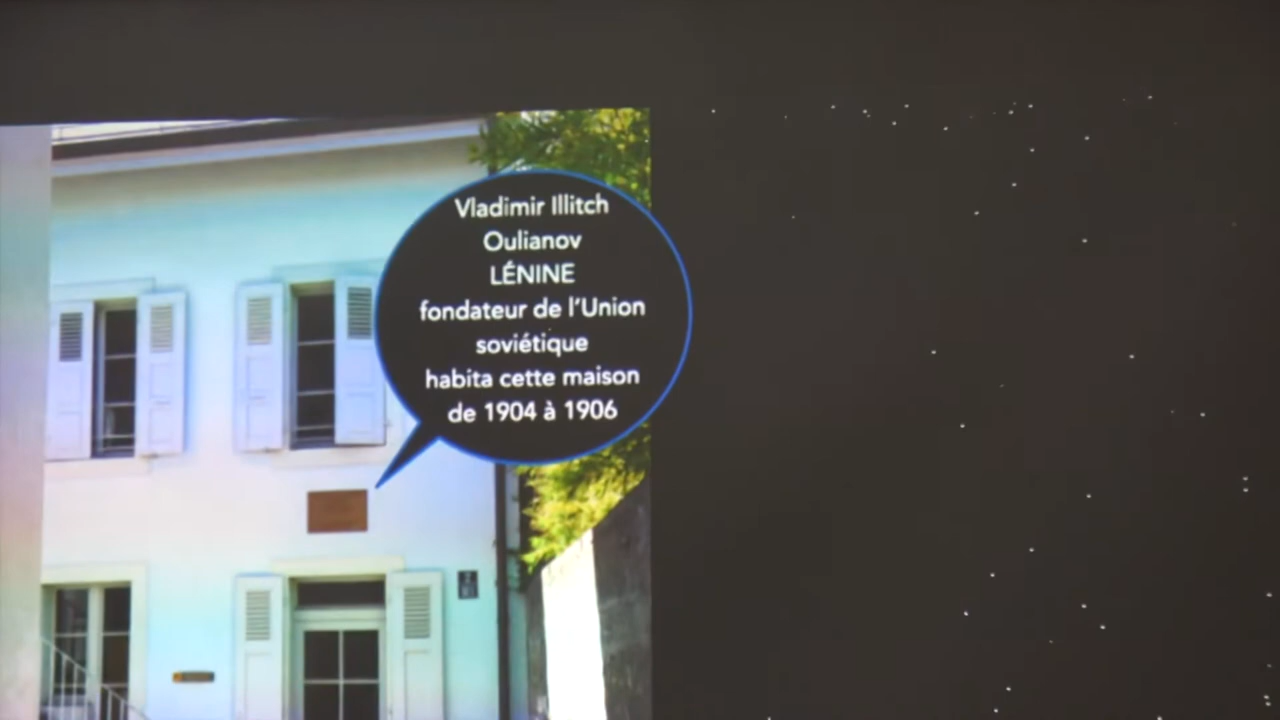 Vladimir Illitch
Oulianov
LÉNINE
fondateur de l'Union
soviétique
habita cette maison
de 1904 à 1906